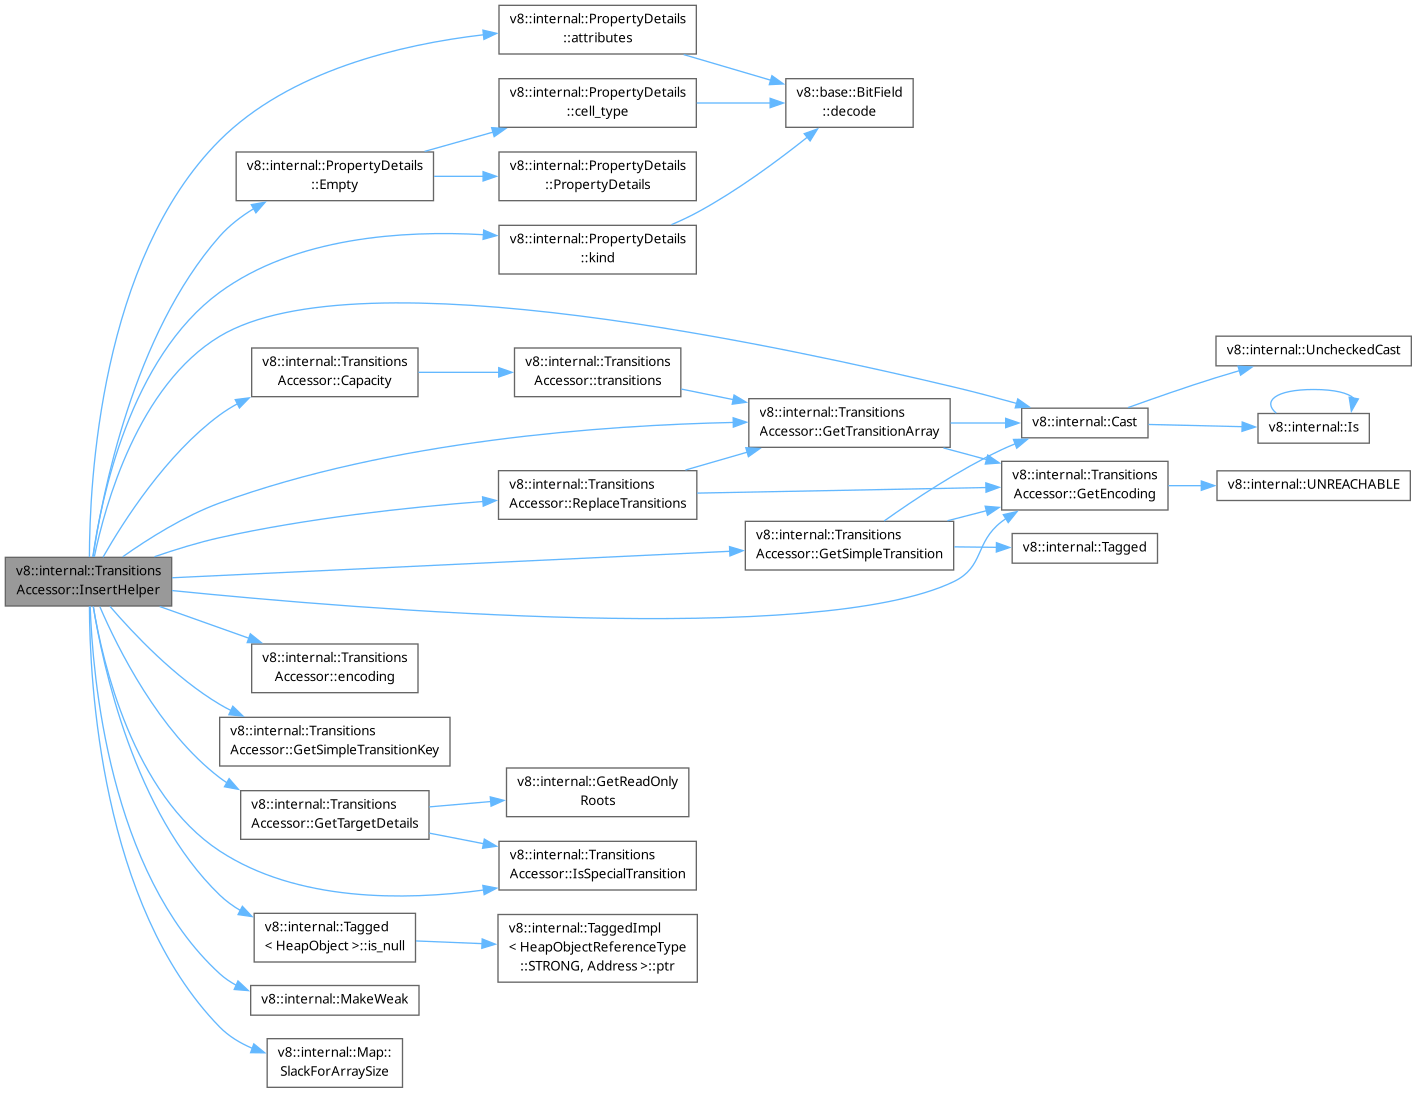 v8::internal::PropertyDetails
::attributes
v8::internal::PropertyDetails
::cell_type
v8::base::BitField
::decode
v8::internal::PropertyDetails
::Empty
v8::internal::PropertyDetails
::PropertyDetails
v8::internal::PropertyDetails
::kind
v8::internal::Transitions
Accessor::Capacity
v8::internal::Transitions
Accessor::transitions
v8::internal::UncheckedCast
v8::internal::Transitions
Accessor::GetTransitionArray
v8::internal::Cast
v8::internal::Is
v8::internal::Transitions
Accessor::ReplaceTransitions
v8::internal::Transitions
Accessor::GetEncoding
v8::internal::UNREACHABLE
v8::internal::Transitions
Accessor::GetSimpleTransition
v8::internal::Tagged
v8::internal::Transitions
Accessor::InsertHelper
v8::internal::Transitions
Accessor::encoding
v8::internal::Transitions
Accessor::GetSimpleTransitionKey
v8::internal::Transitions
Accessor::GetTargetDetails
v8::internal::GetReadOnly
Roots
v8::internal::Transitions
Accessor::IsSpecialTransition
v8::internal::Tagged
< HeapObject >::is_null
v8::internal::TaggedImpl
< HeapObjectReferenceType
::STRONG, Address >::ptr
v8::internal::MakeWeak
v8::internal::Map::
SlackForArraySize